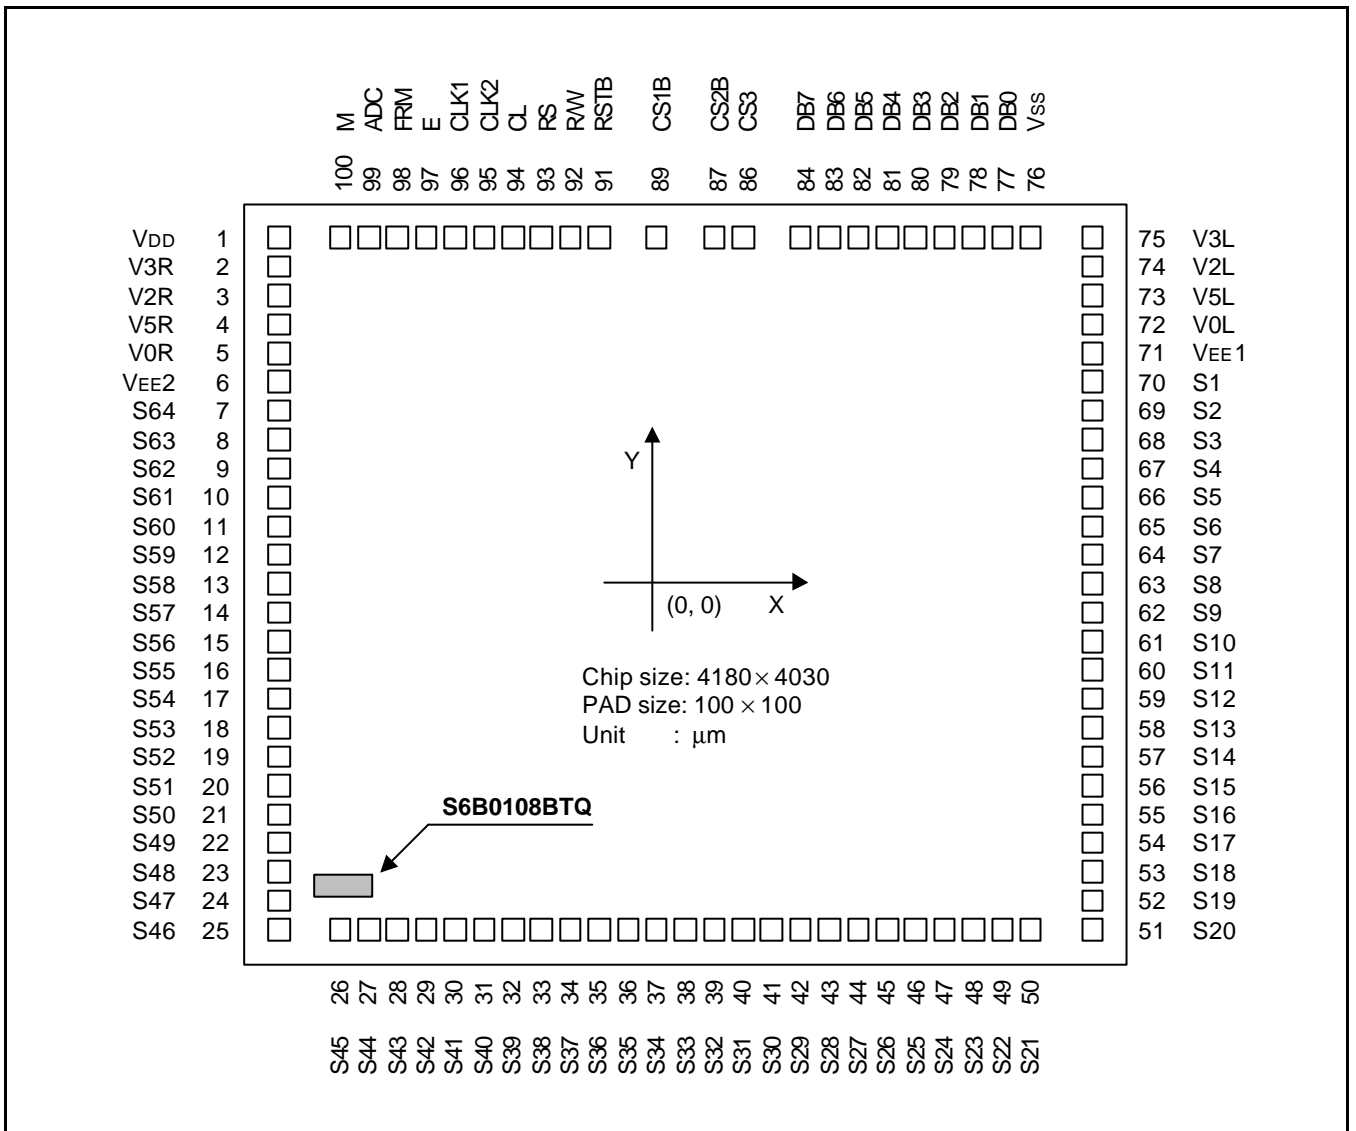 M ADC FRM E CLK1 CLK2 CL RS R/W RSTB CS1B CS2B CS3 DB7 DB6 DB5 DB4 DB3 DB2 DB1 DB0 VSS
100 99 98 97 96 95 94 93 92 91 89 87 86 84 83 82 81 80 79 78 77 76
VDD 1 75 V3L
V3R 2 74 V2L
V2R 3 73 V5L
V5R 4 72 V0L
V0R 5 71 VEE1
VEE2 6 70 S1
S64 7 69 S2
S63 8 68 S3
S62 9 Y 67 S4
S61 10 66 S5
S60 11 65 S6
S59 12 64 S7
S58 13 63 S8
S57 14 (0, 0) X 62 S9
S56 15 61 S10
S55 16 Chip size: 4180 × 4030 60 S11
S54 17 PAD size: 100 × 100 59 S12
S53 18 Unit : μm 58 S13
S52 19 57 S14
S51 20 56 S15
S50 21 S6B0108BTQ 55 S16
S49 22 54 S17
S48 23 53 S18
S47 24 52 S19
S46 25 51 S20
26 27 28 29 30 31 32 33 34 35 36 37 38 39 40 41 42 43 44 45 46 47 48 49 50
S45 S44 S43 S42 S41 S40 S39 S38 S37 S36 S35 S34 S33 S32 S31 S30 S29 S28 S27 S26 S25 S24 S23 S22 S21